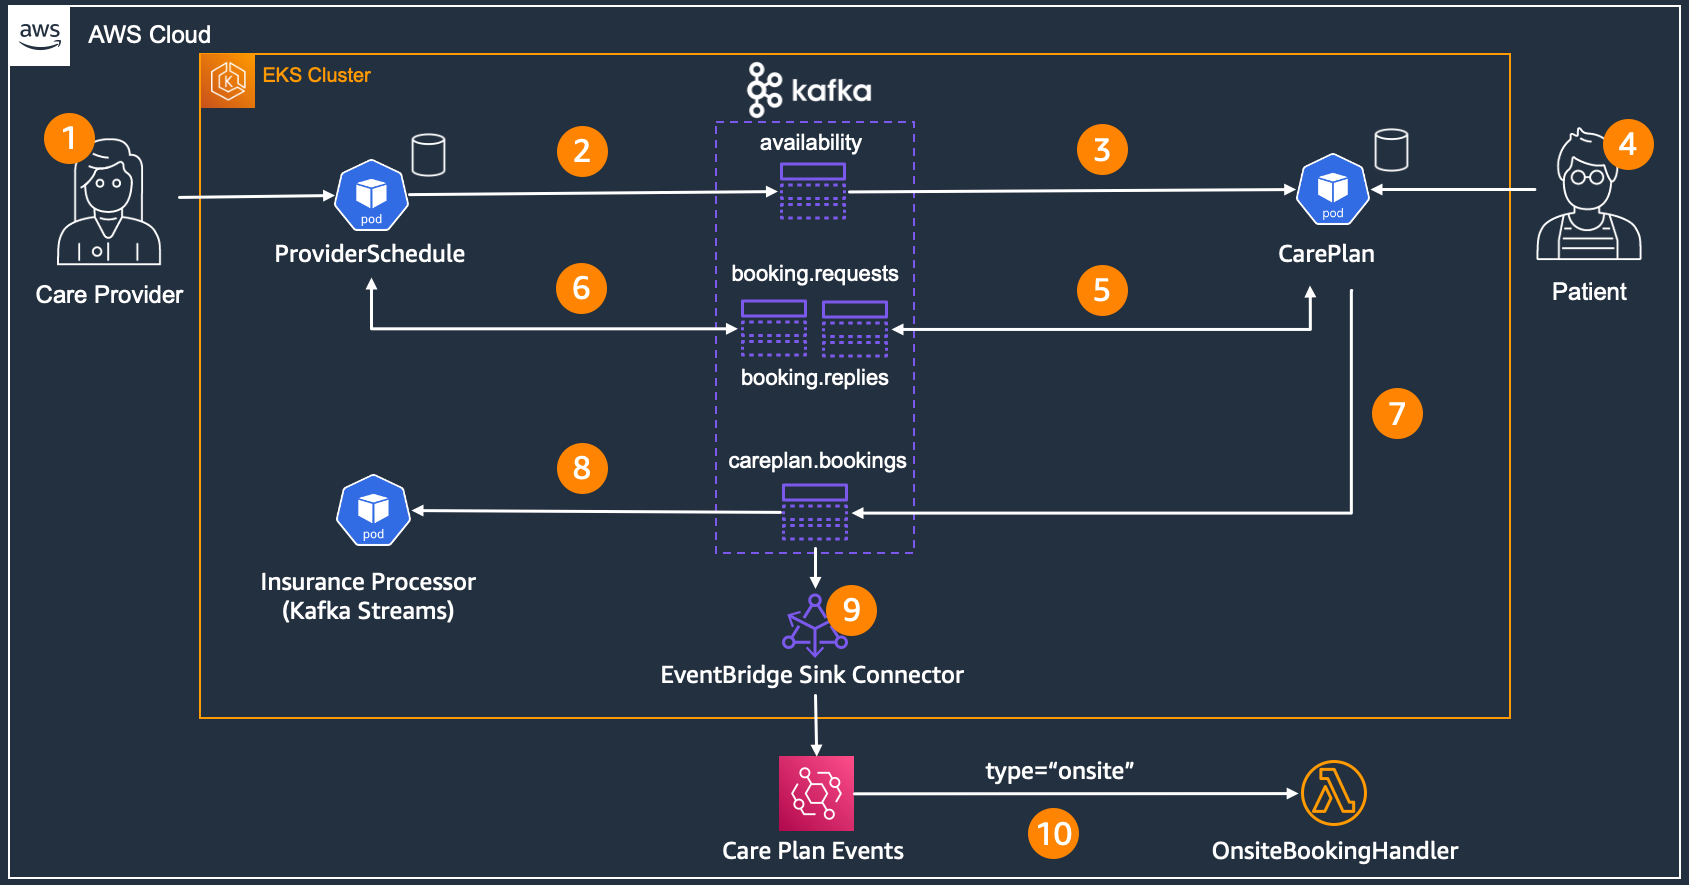 aws
AWS Cloud
EKS Cluster
K
kafka
1
2
3
4
availability
pod
pod
ProviderSchedule
CarePlan
Care Provider
Patient
6
booking.requests
5
booking.replies
7
8
careplan.bookings
pod
Insurance Processor
(Kafka Streams)
9
EventBridge Sink Connector
type=“onsite”
10
Care Plan Events
OnsiteBookingHandler